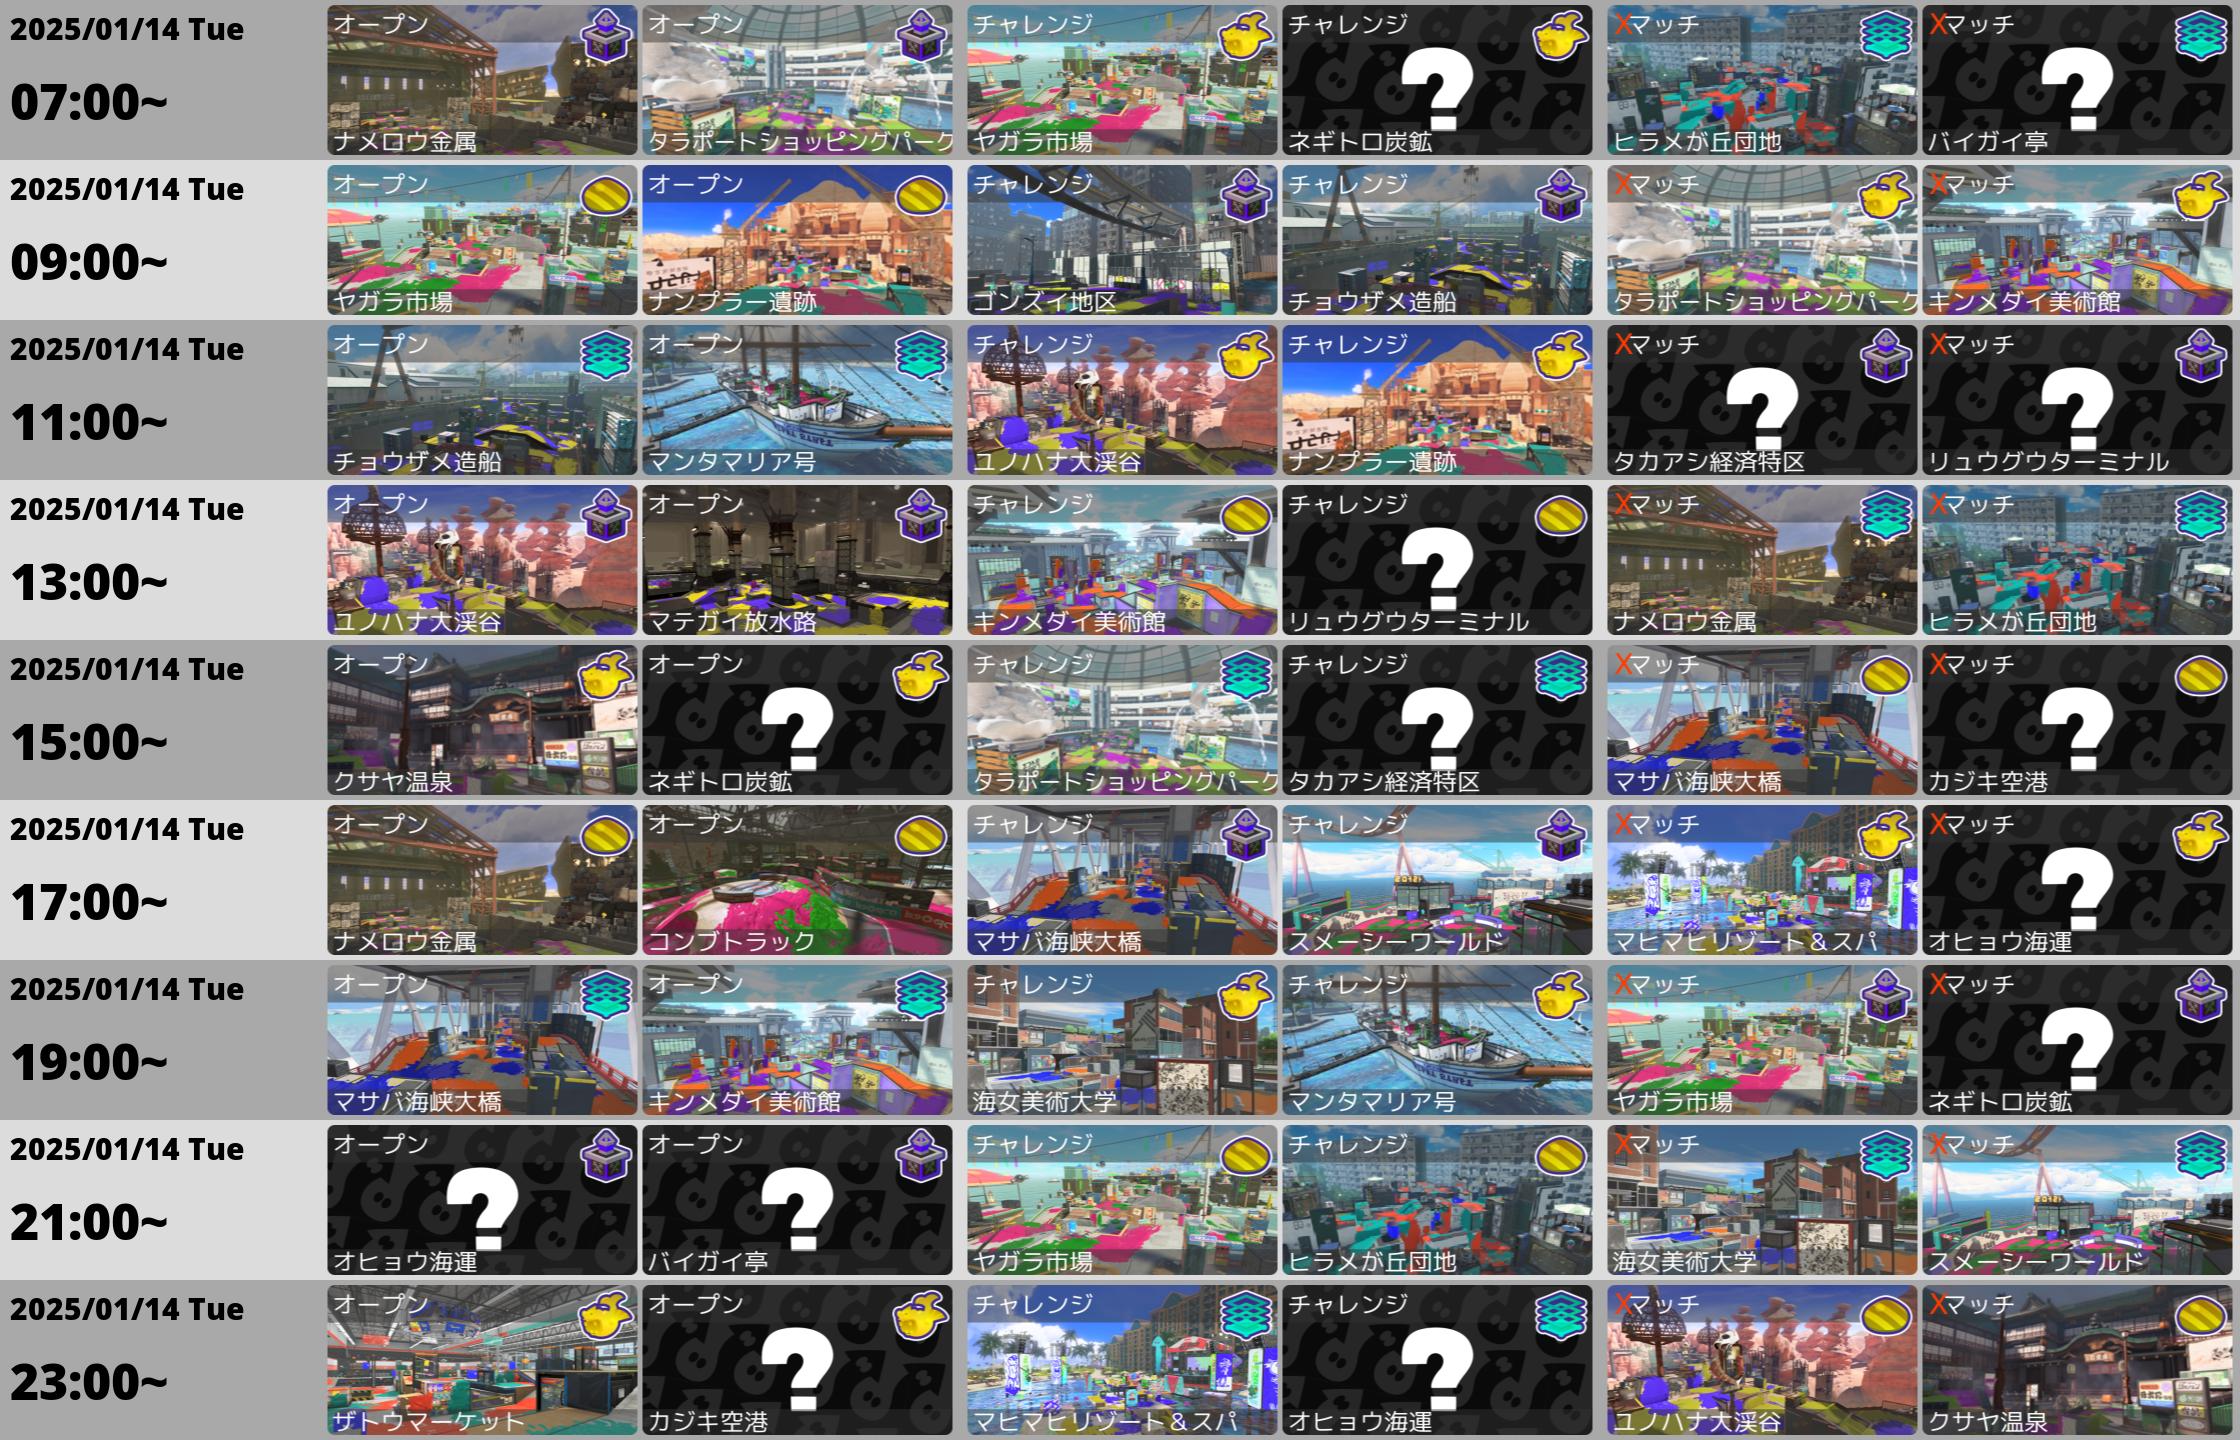 2025/01/14 Tue
07:00~
オープン
ナメロウ金属
オープン
タラポートショッピングパーク
チャレンジ
ヤガラ市場
チャレンジ
ネギトロ炭鉱
Xマッチ
ヒラメが丘団地
Xマッチ
バイガイ亭
2025/01/14 Tue
09:00~
オープン
ヤガラ市場
オープン
ナンプラー遺跡
チャレンジ
ゴンズイ地区
チャレンジ
チョウザメ造船
Xマッチ
タラポートショッピングパーク
Xマッチ
キンメダイ美術館
2025/01/14 Tue
11:00~
オープン
チョウザメ造船
オープン
マンタマリア号
チャレンジ
ユノハナ大渓谷
チャレンジ
ナンプラー遺跡
Xマッチ
タカアシ経済特区
Xマッチ
リュウグウターミナル
2025/01/14 Tue
13:00~
オープン
ユノハナ大渓谷
オープン
マテガイ放水路
チャレンジ
キンメダイ美術館
チャレンジ
リュウグウターミナル
Xマッチ
ナメロウ金属
Xマッチ
ヒラメが丘団地
2025/01/14 Tue
15:00~
オープン
クサヤ温泉
オープン
ネギトロ炭鉱
チャレンジ
タラポートショッピングパーク
チャレンジ
タカアシ経済特区
Xマッチ
マサバ海峡大橋
Xマッチ
カジキ空港
2025/01/14 Tue
17:00~
オープン
ナメロウ金属
オープン
コンブトラック
チャレンジ
マサバ海峡大橋
チャレンジ
スメーシーワールド
Xマッチ
マヒマヒリゾート＆スパ
Xマッチ
オヒョウ海運
2025/01/14 Tue
19:00~
オープン
マサバ海峡大橋
オープン
キンメダイ美術館
チャレンジ
海女美術大学
チャレンジ
マンタマリア号
Xマッチ
ヤガラ市場
Xマッチ
ネギトロ炭鉱
2025/01/14 Tue
21:00~
オープン
オヒョウ海運
オープン
バイガイ亭
チャレンジ
ヤガラ市場
チャレンジ
ヒラメが丘団地
Xマッチ
海女美術大学
Xマッチ
スメーシーワールド
2025/01/14 Tue
23:00~
オープン
ザトウマーケット
オープン
カジキ空港
チャレンジ
マヒマヒリゾート＆スパ
チャレンジ
オヒョウ海運
Xマッチ
ユノハナ大渓谷
Xマッチ
クサヤ温泉